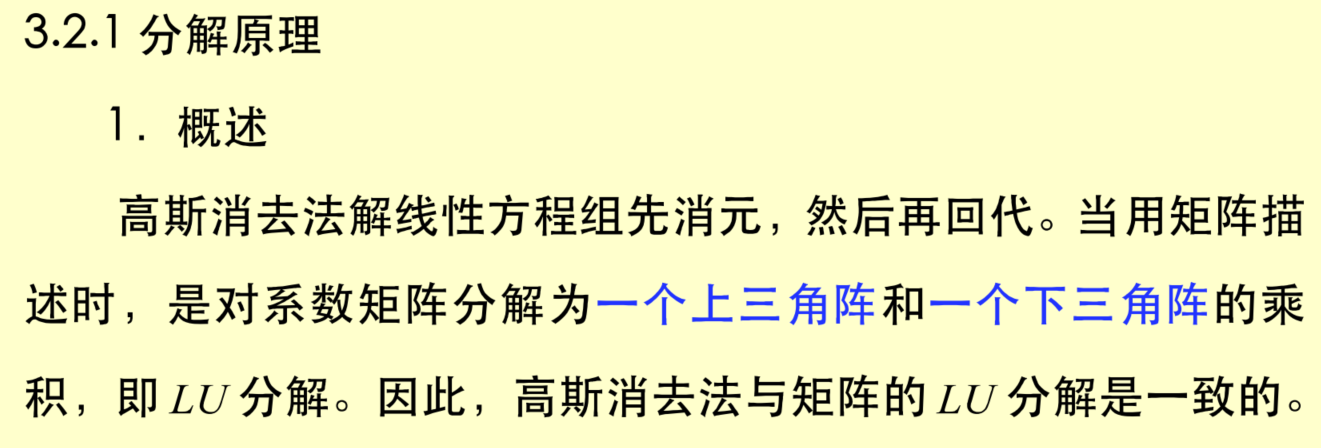 3.2.1 分解原理
1. 概述
高斯消去法解线性方程组先消元，然后再回代。当用矩阵描
述时，是对系数矩阵分解为一个上三角阵和一个下三角阵的乘
积，即 LU 分解。因此，高斯消去法与矩阵的 LU 分解是一致的。